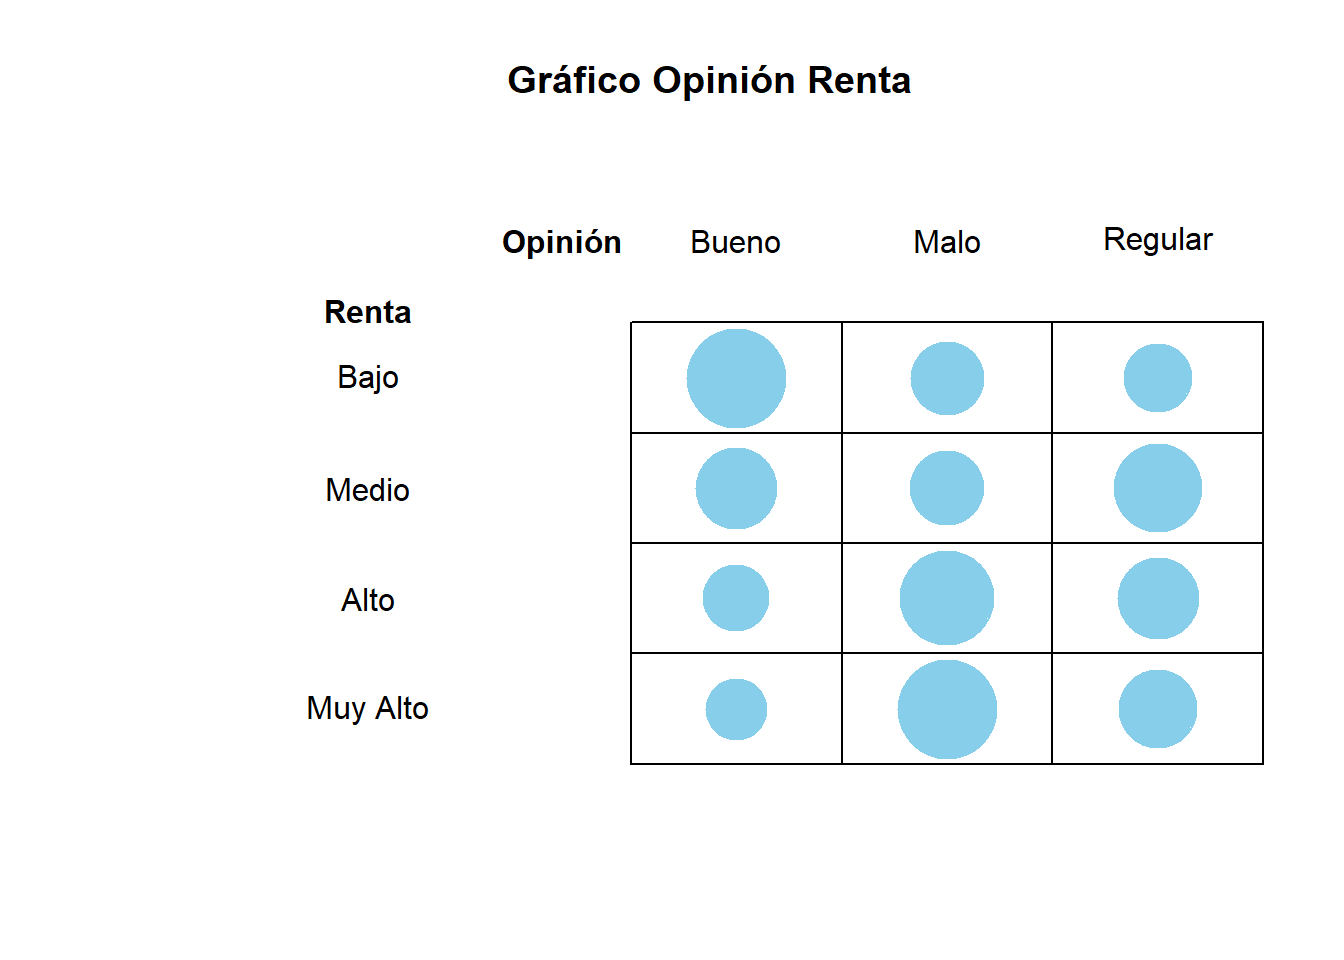 Gráfico Opinión Renta
Opinión Bueno Malo Regular
Renta
Bajo
Medio
Alto
Muy Alto